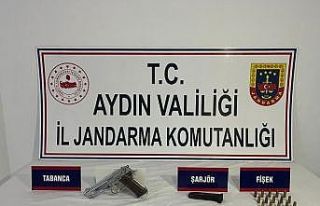 T.C.
AYDIN VALİLİĞİ
İL JANDARMA KOMUTANLIĞI
TABANCA
ŞARJÖR
FİŞEK